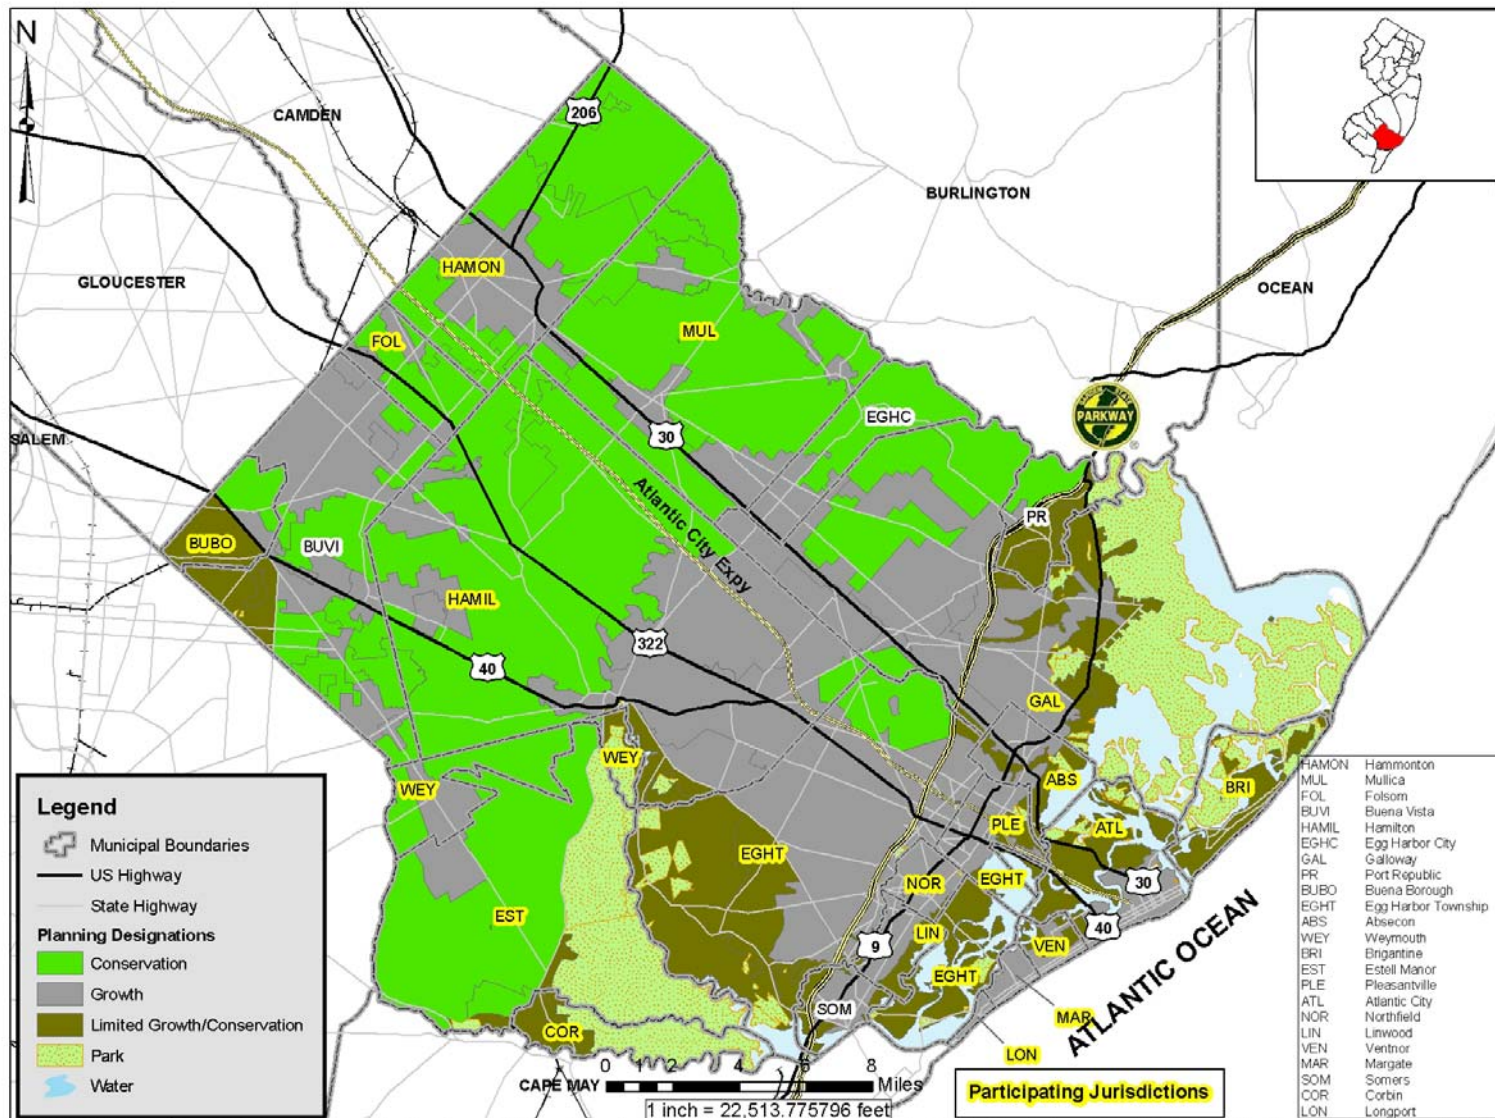 N
CAMDEN
206
BURLINGTON
GLOUCESTER
HAMON
OCEAN
FOL
MUL
PARKWAY
EGHC
SALEM
30
Atlantic City Expy
PR
BUBO
BUVI
HAMIL
322
40
GAL
WEY
WEY
ABS
BRI
PLE
ATL
EGHT
NOR
EGHT
30
EST
LIN
40
9
VEN
EGHT
SOM
MAR
COR
LON
ATLANTIC OCEAN
CAPE MAY
0 1 2 4 6 8
Miles
1 inch = 22,513.775796 feet
Participating Jurisdictions
Legend
Municipal Boundaries
US Highway
State Highway
Planning Designations
Conservation
Growth
Limited Growth/Conservation
Park
Water
HAMON Hammonton
MUL Mullica
FOL Folsom
BUVI Buena Vista
HAMIL Hamilton
EGHC Egg Harbor City
GAL Galloway
PR Port Republic
BUBO Buena Borough
EGHT Egg Harbor Township
ABS Absecon
WEY Weymouth
BRI Brigantine
EST Estell Manor
PLE Pleasantville
ATL Atlantic City
NOR Northfield
LIN Linwood
VEN Ventnor
MAR Margate
SOM Somers
COR Corbin
LON Longport